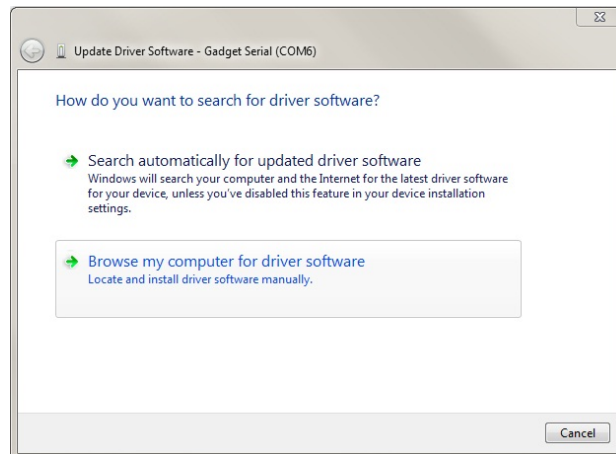 Update Driver Software - Gadget Serial (COM6)
How do you want to search for driver software?
Search automatically for updated driver software
Windows will search your computer and the Internet for the latest driver software
for your device, unless you've disabled this feature in your device installation
settings.
Browse my computer for driver software
Locate and install driver software manually.
Cancel